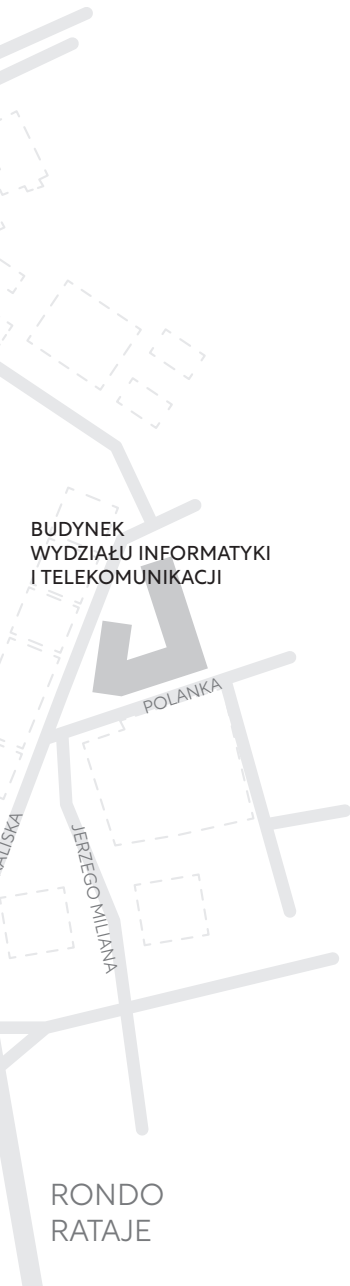 BUDYNEK
WYDZIAŁU INFORMATYKI
I TELEKOMUNIKACJI
POLANKA
JERZEGO MILIANA
RONDO
RATAJE